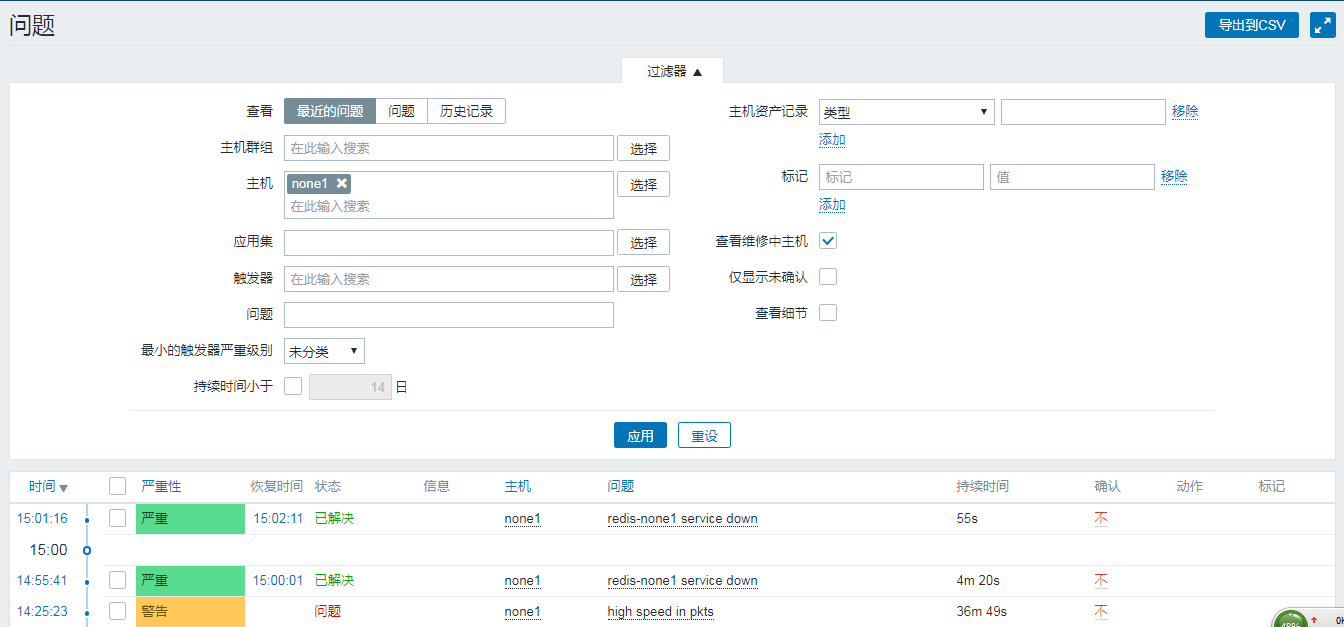 问题
导出到CSV
过滤器 ▲
查看 最近的问题 问题 历史记录
主机资产记录 类型 移除
添加
主机群组 在此输入搜索 选择
主机 none1 选择
在此输入搜索
标记 标记 值 移除
添加
应用集 选择
查看维修中主机
触发器 在此输入搜索 选择
仅显示未确认
问题
查看细节
最小的触发器严重级别 未分类
持续时间小于 14 日
应用 重设
时间 严重性 恢复时间 状态 信息 主机 问题 持续时间 确认 动作 标记
15:01:16 严重 15:02:11 已解决 none1 redis-none1 service down 55s 不
15:00
14:55:41 严重 15:00:01 已解决 none1 redis-none1 service down 4m 20s 不
14:25:23 警告 问题 none1 high speed in pkts 36m 49s 不